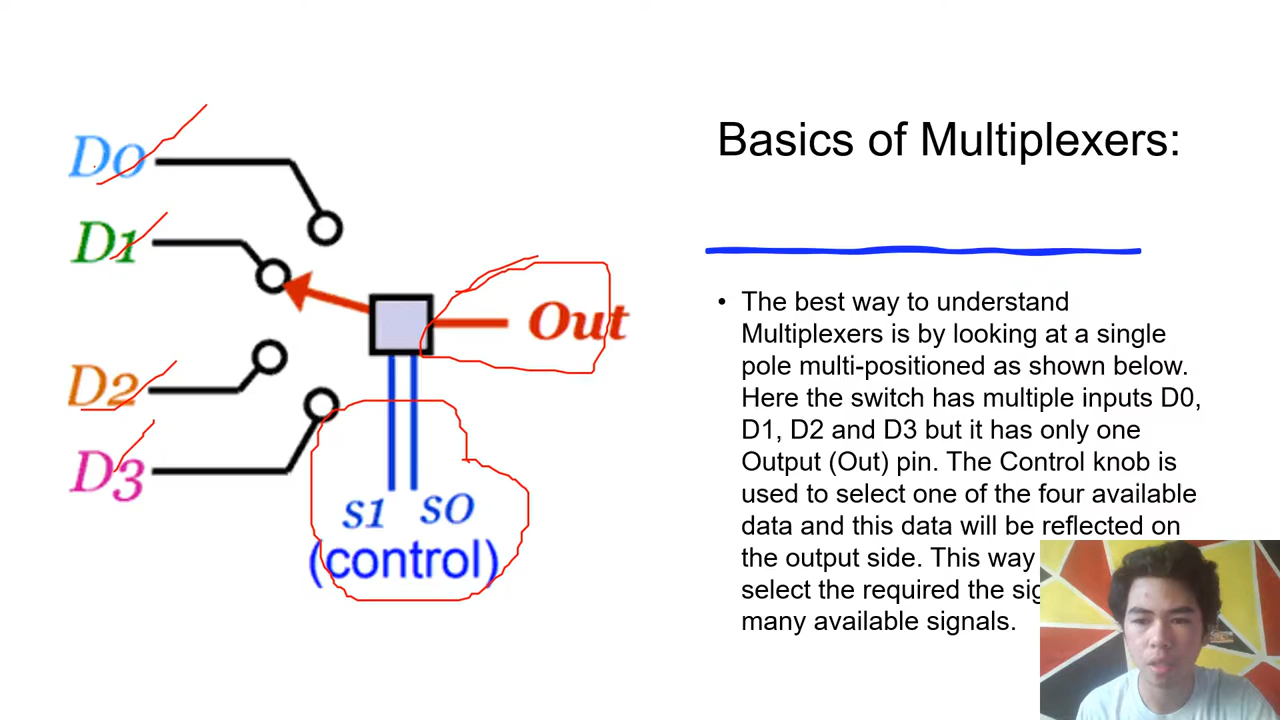 D0
D1
D2
D3
Out
S1 S0
(control)
Basics of Multiplexers:
• The best way to understand
Multiplexers is by looking at a single
pole multi-positioned as shown below.
Here the switch has multiple inputs D0,
D1, D2 and D3 but it has only one
Output (Out) pin. The Control knob is
used to select one of the four available
data and this data will be reflected on
the output side. This way
select the required the
many available signals.